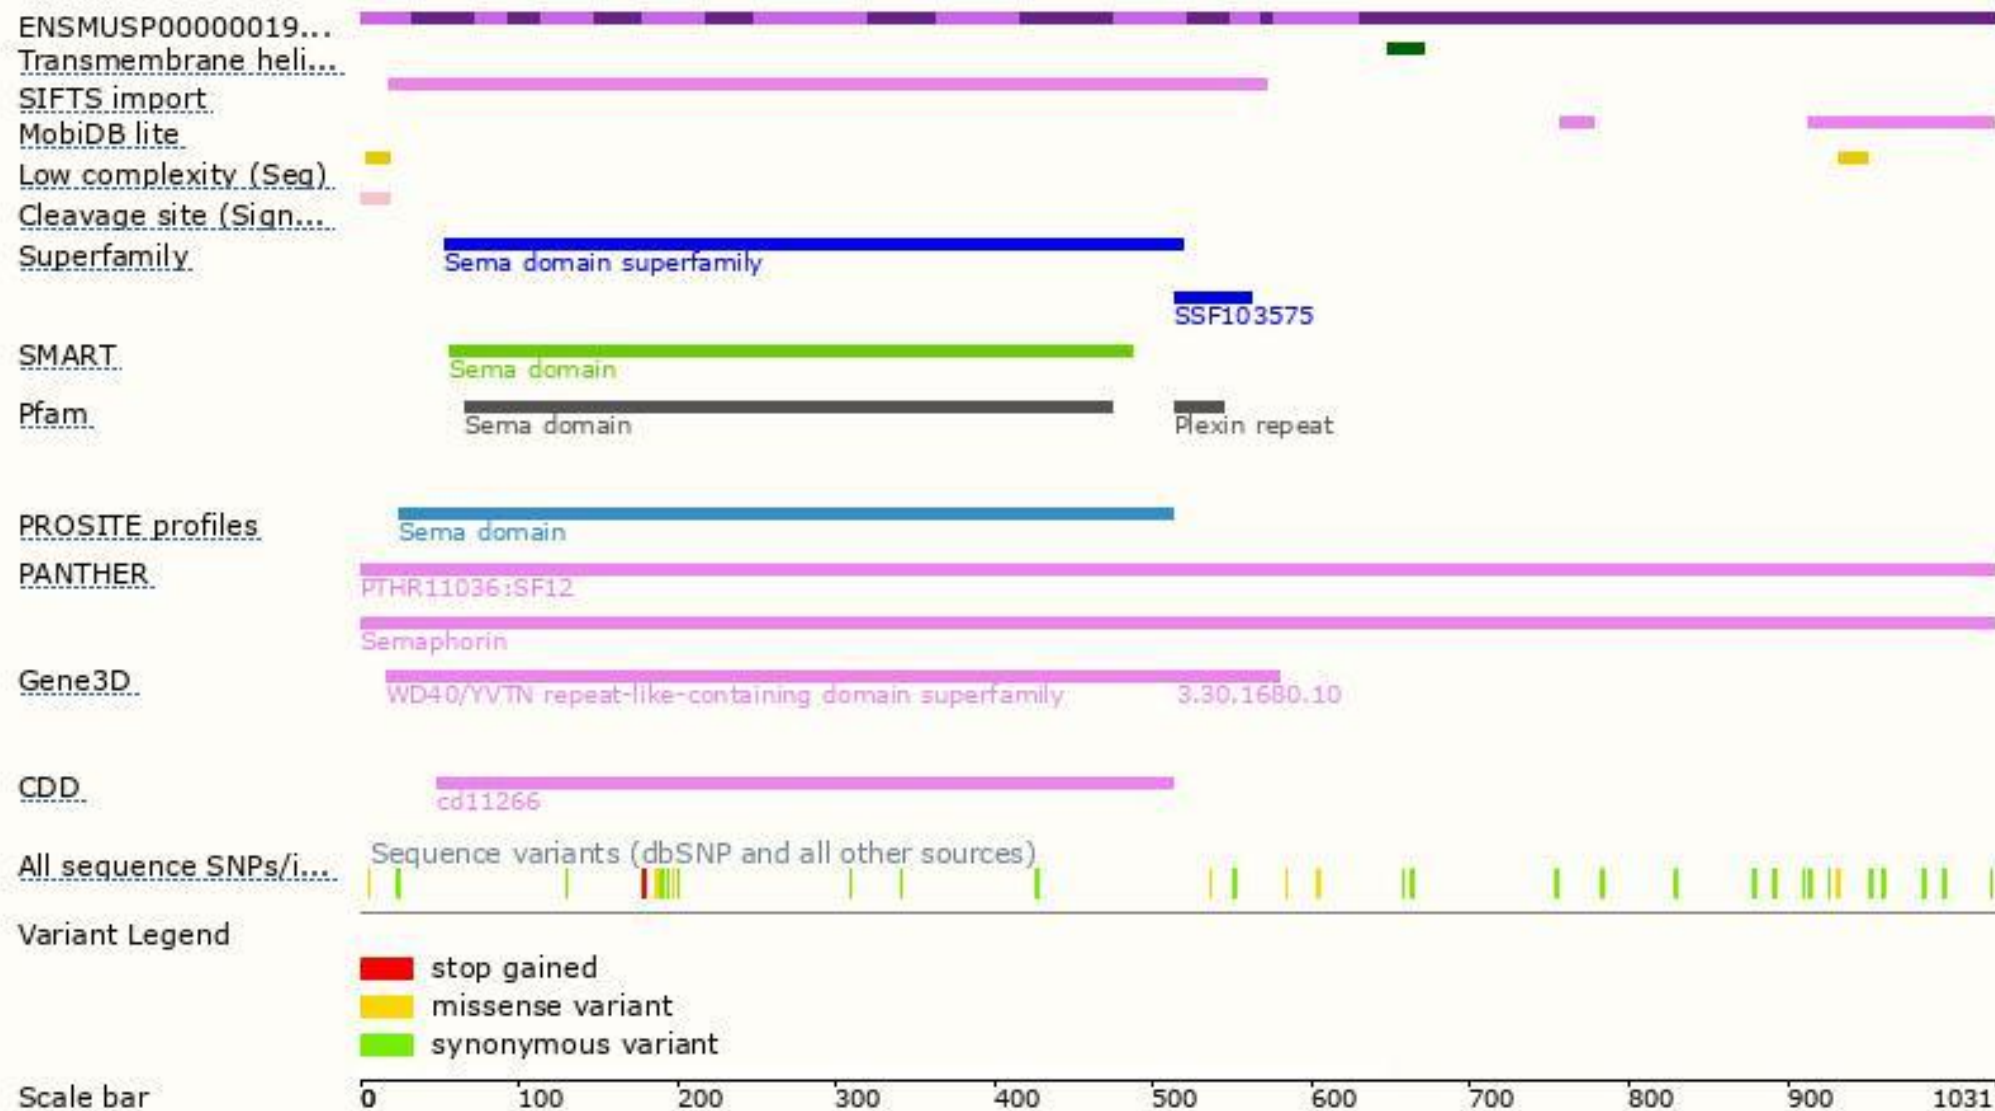 ENSMUSP00000019...
Transmembrane heli...
SIFTS import
MobiDB lite
Low complexity (Seg)
Cleavage site (Sign...
Superfamily
Sema domain superfamily
SSF103575
SMART
Sema domain
Pfam
Sema domain
Plexin repeat
PROSITE profiles
Sema domain
PANTHER
PTHR11036:SF12
Semaphorin
Gene3D
WD40/YVTN repeat-like-containing domain superfamily
3.30.1680.10
CDD
cd11266
All sequence SNPs/i...
Sequence variants (dbSNP and all other sources)
Variant Legend
stop gained
missense variant
synonymous variant
Scale bar
0 100 200 300 400 500 600 700 800 900 1031